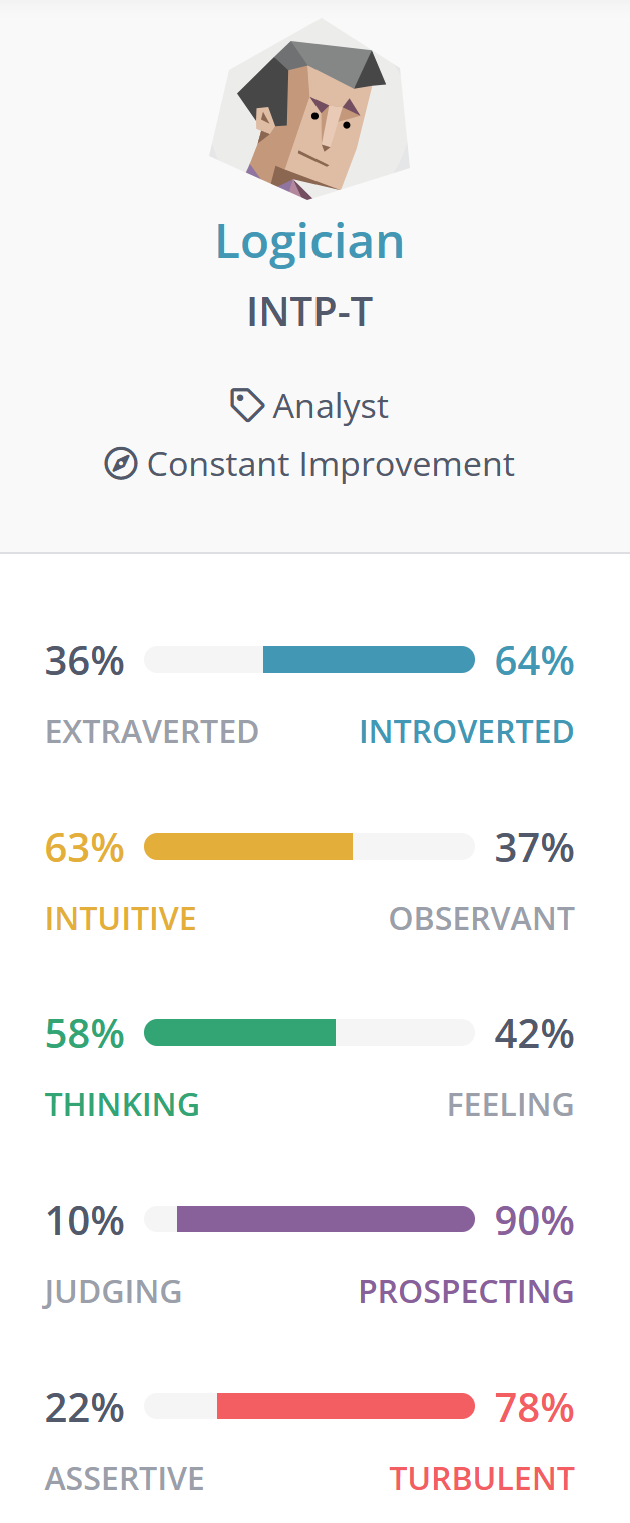 Logician
INTP-T
Analyst
Constant Improvement
36% 64%
EXTRAVERTED INTROVERTED
63% 37%
INTUITIVE OBSERVANT
58% 42%
THINKING FEELING
10% 90%
JUDGING PROSPECTING
22% 78%
ASSERTIVE TURBULENT